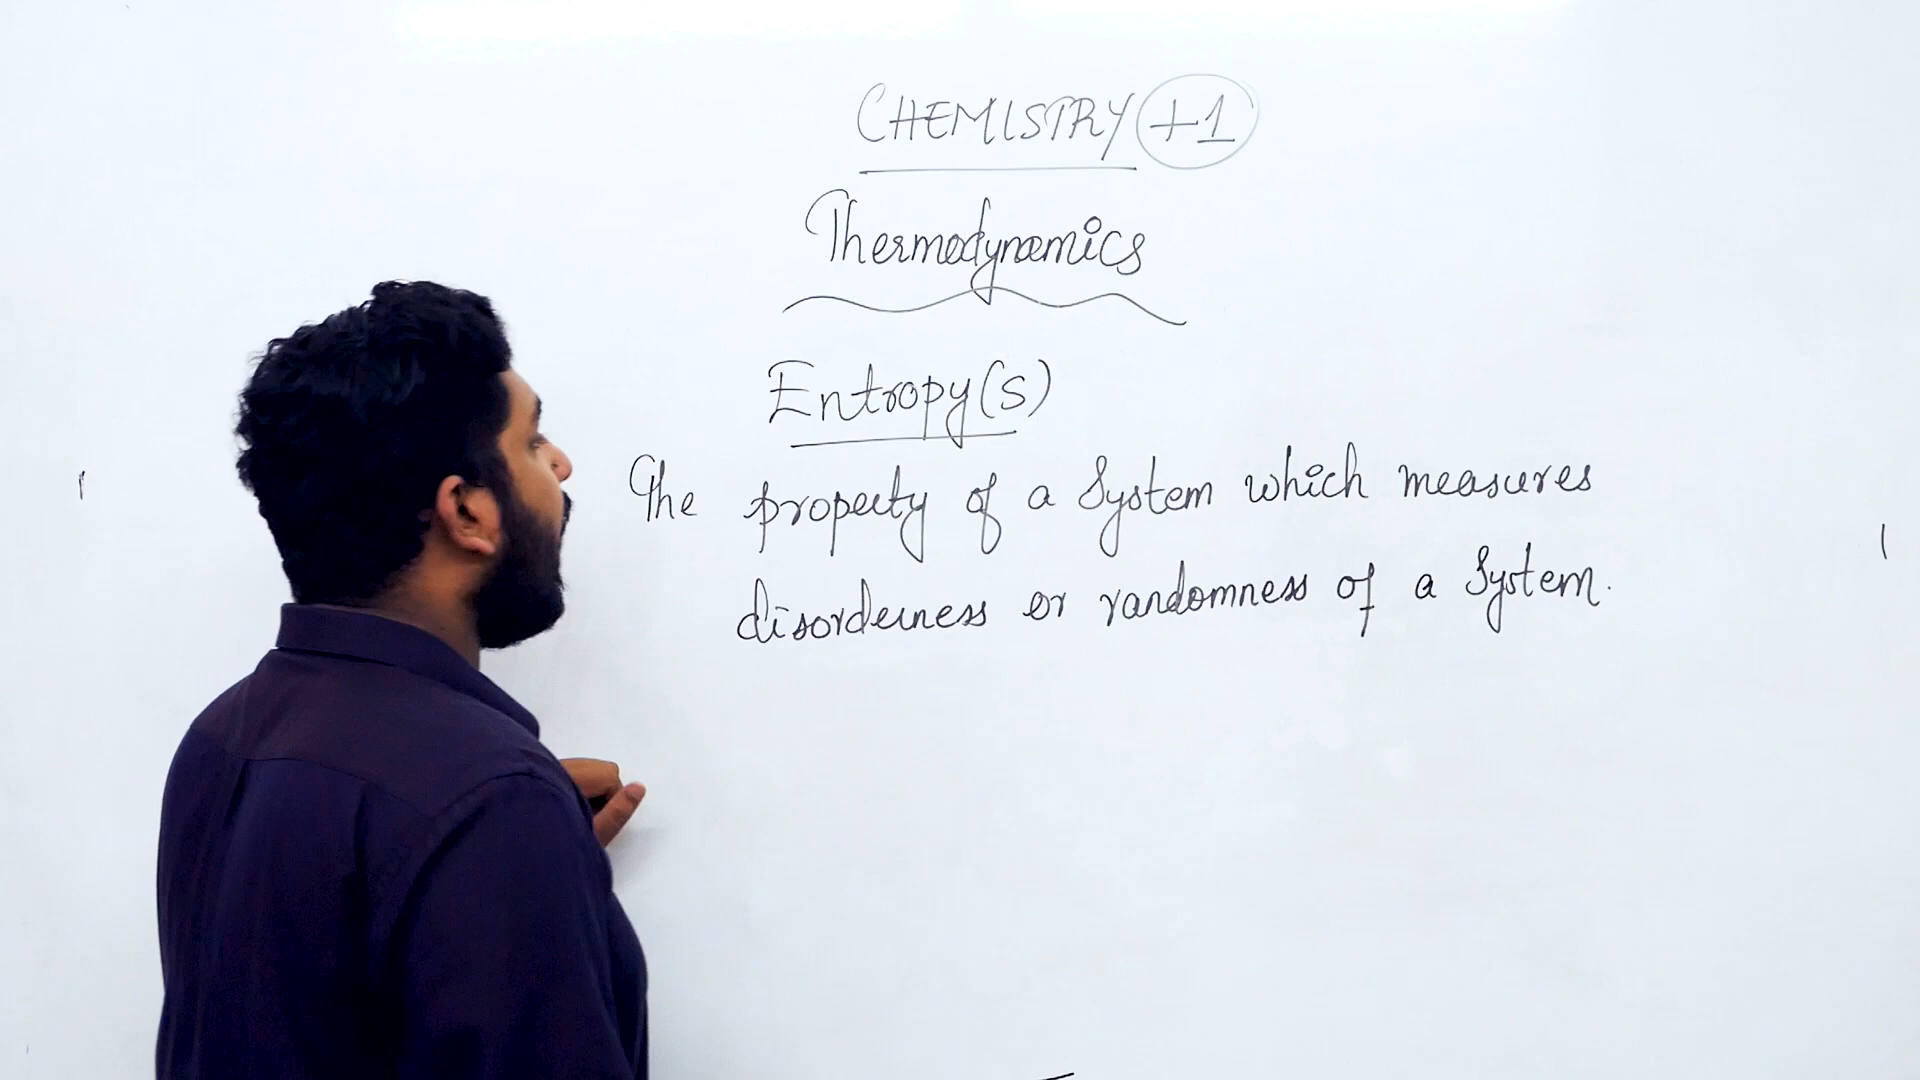 CHEMISTRY +1
Thermodynamics
Entropy(s)
The property of a System which measures
disorderness or randomness of a System.